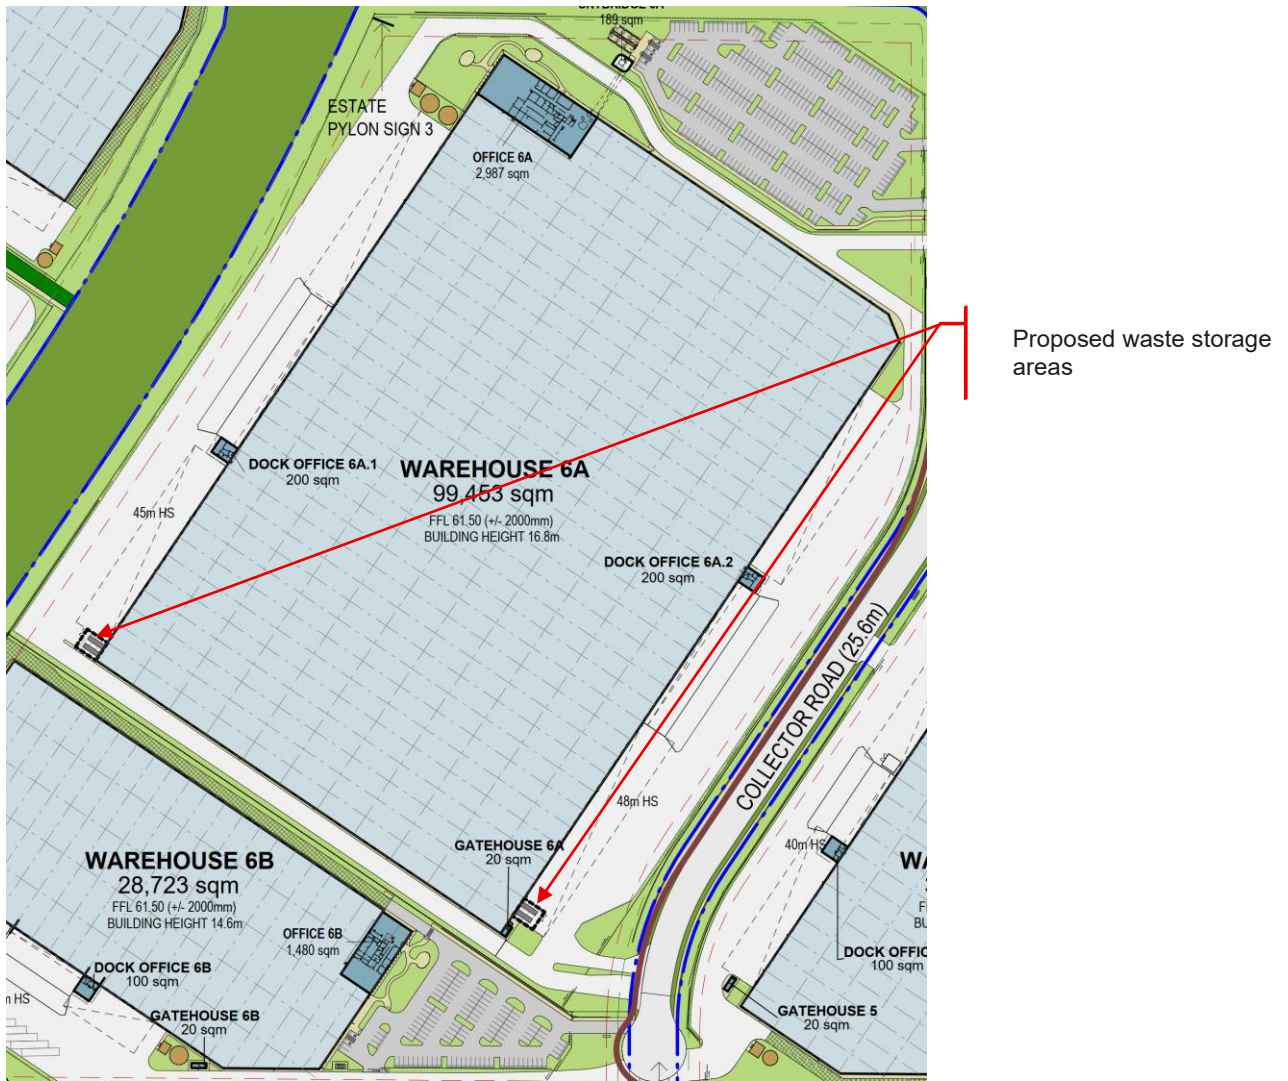 SKYBRIDGE 6A
189 sqm
ESTATE
PYLON SIGN 3
OFFICE 6A
2,987 sqm
Proposed waste storage
areas
DOCK OFFICE 6A.1
200 sqm
WAREHOUSE 6A
99,453 sqm
FFL 61.50 (+/- 2000mm)
BUILDING HEIGHT 16.8m
45m HS
DOCK OFFICE 6A.2
200 sqm
COLLECTOR ROAD (25.6m)
48m HS
GATEHOUSE 6A
20 sqm
40m HS
WAREHOUSE 6B
28,723 sqm
FFL 61.50 (+/- 2000mm)
BUILDING HEIGHT 14.6m
OFFICE 6B
1,480 sqm
DOCK OFFICE 6B
100 sqm
m HS
GATEHOUSE 6B
20 sqm
WA
DOCK OFFIC
100 sqm
GATEHOUSE 5
20 sqm